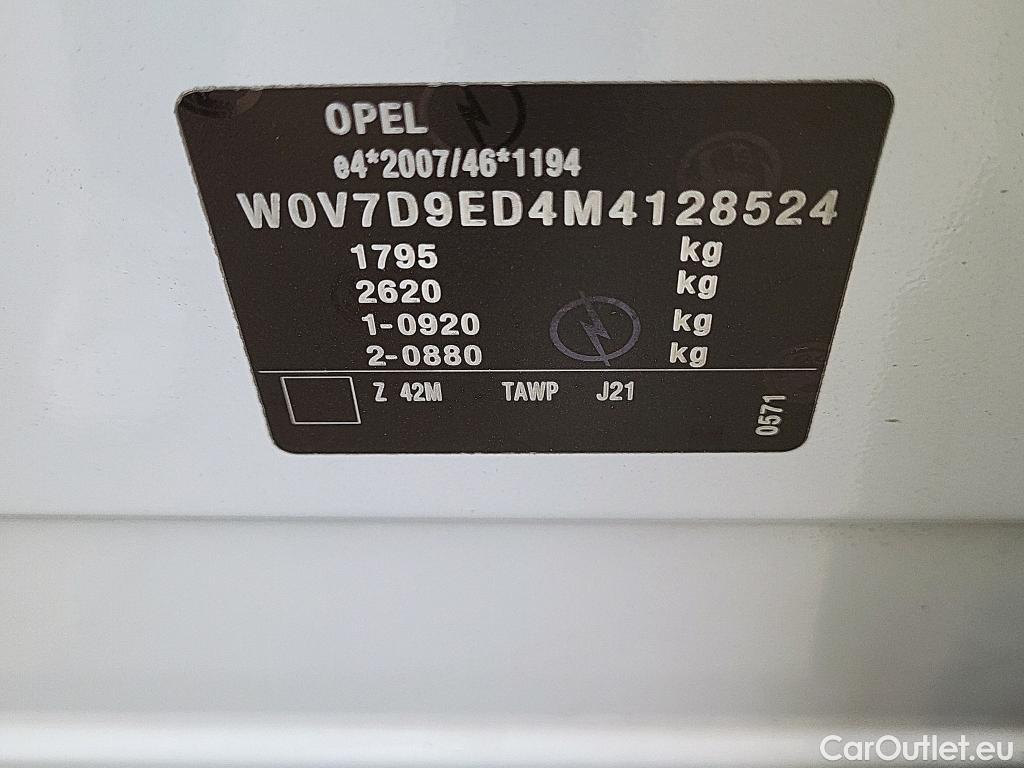 OPEL
e4*2007/46*1194
W0V7D9ED4M4128524
1795 kg
2620 kg
1-0920 kg
2-0880 kg
Z 42M TAWP J21
0571
CarOutlet.eu